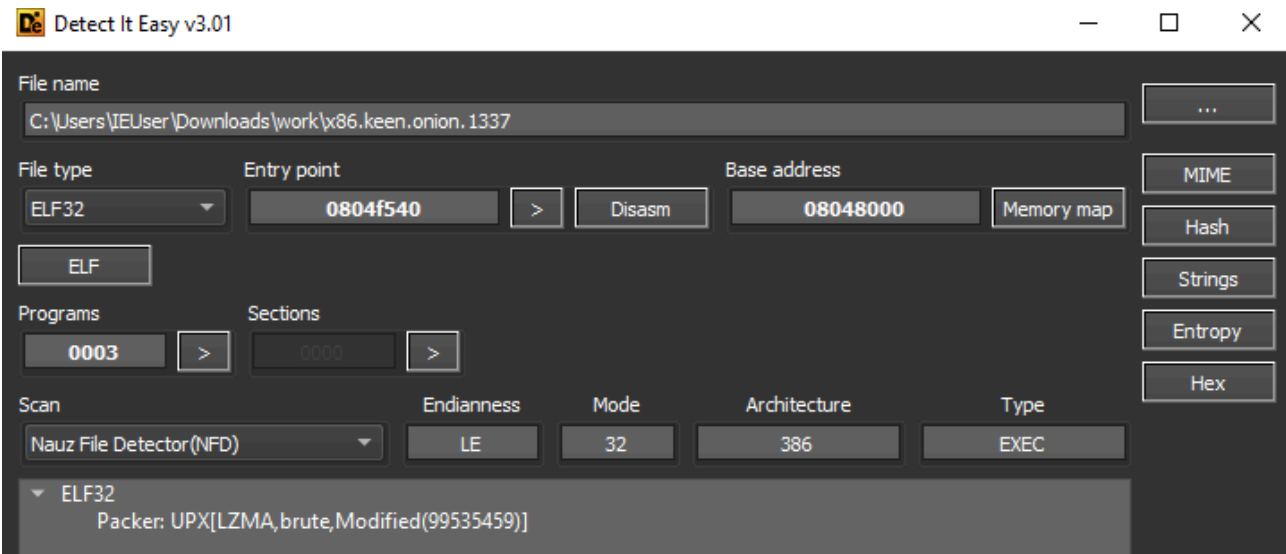 Detect It Easy v3.01
File name
C:\Users\IEUser\Downloads\work\x86.keen.onion.1337
...
File type Entry point Base address
ELF32 0804f540 > Disasm 08048000 Memory map
MIME
Hash
ELF
Strings
Programs Sections
0003 > 0000 >
Entropy
Hex
Scan Endianness Mode Architecture Type
Nauz File Detector(NFD) LE 32 386 EXEC
ELF32
Packer: UPX[LZMA,brute,Modified(99535459)]